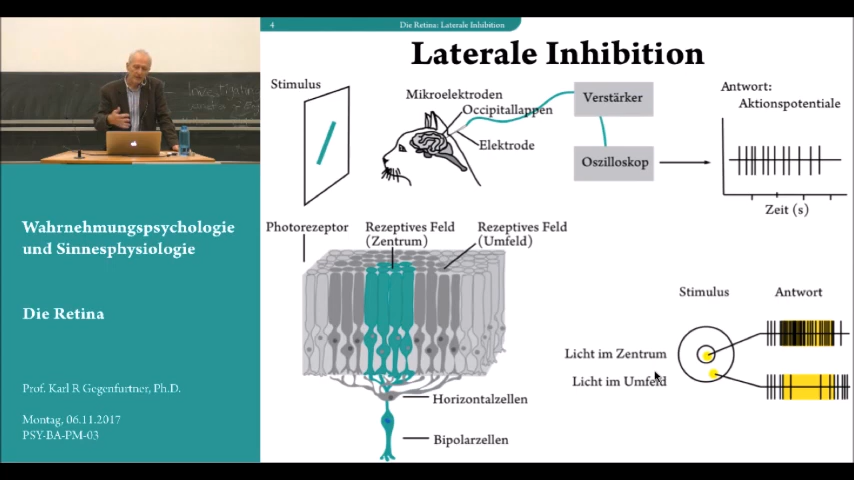 4
Die Retina: Laterale Inhibition
Laterale Inhibition
Stimulus
Mikroelektroden
Occipitallappen
Elektrode
Verstärker
Oszilloskop
Antwort:
Aktionspotentiale
Zeit (s)
Photorezeptor
Rezeptives Feld
(Zentrum)
Rezeptives Feld
(Umfeld)
Horizontalzellen
Bipolarzellen
Stimulus
Antwort
Licht im Zentrum
Licht im Umfeld
Wahrnehmungspsychologie
und Sinnesphysiologie
Die Retina
Prof. Karl R Gegenfurtner, Ph.D.
Montag, 06.11.2017
PSY-BA-PM-03